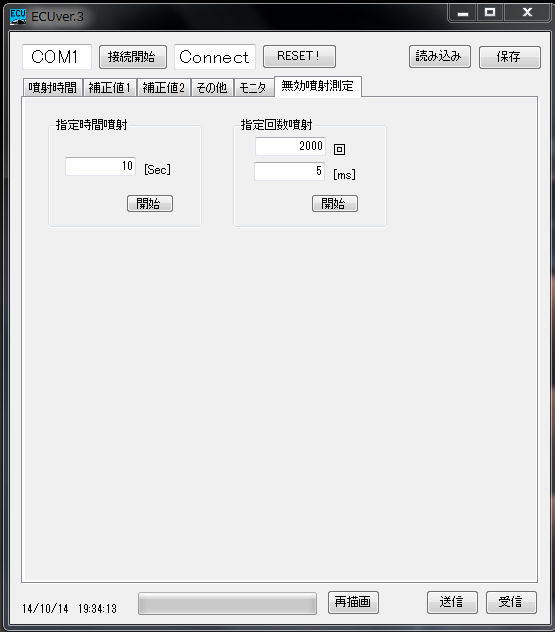 ECU ECUver.3
COM1 接続開始 Connect RESET! 読み込み 保存
噴射時間 補正値1 補正値2 その他 モニタ 無効噴射測定
指定時間噴射
10 [Sec]
開始
指定回数噴射
2000 回
5 [ms]
開始
14/10/14 19:34:13 再描画 送信 受信